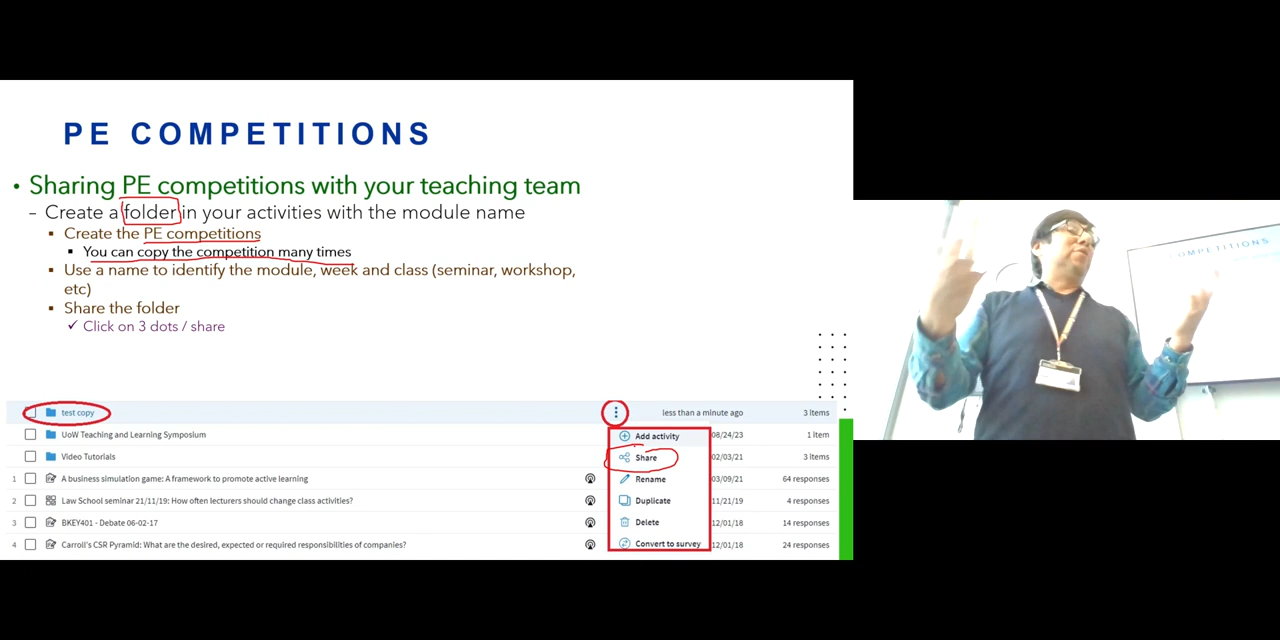 PE COMPETITIONS
• Sharing PE competitions with your teaching team
– Create a folder in your activities with the module name
▪ Create the PE competitions
▪ You can copy the competition many times
▪ Use a name to identify the module, week and class (seminar, workshop,
etc)
▪ Share the folder
✓ Click on 3 dots / share
test copy less than a minute ago 3 items
UoW Teaching and Learning Symposium Add activity 08/24/23 1 item
Video Tutorials Share 02/03/21 3 items
1 A business simulation game: A framework to promote active learning Rename 03/09/21 64 responses
2 Law School seminar 21/11/19: How often lecturers should change class activities? Duplicate 11/21/19 4 responses
3 BKEY401 - Debate 06-02-17 Delete 12/01/18 14 responses
4 Carroll's CSR Pyramid: What are the desired, expected or required responsibilities of companies? Convert to survey 12/01/18 24 responses
COMPETITIONS